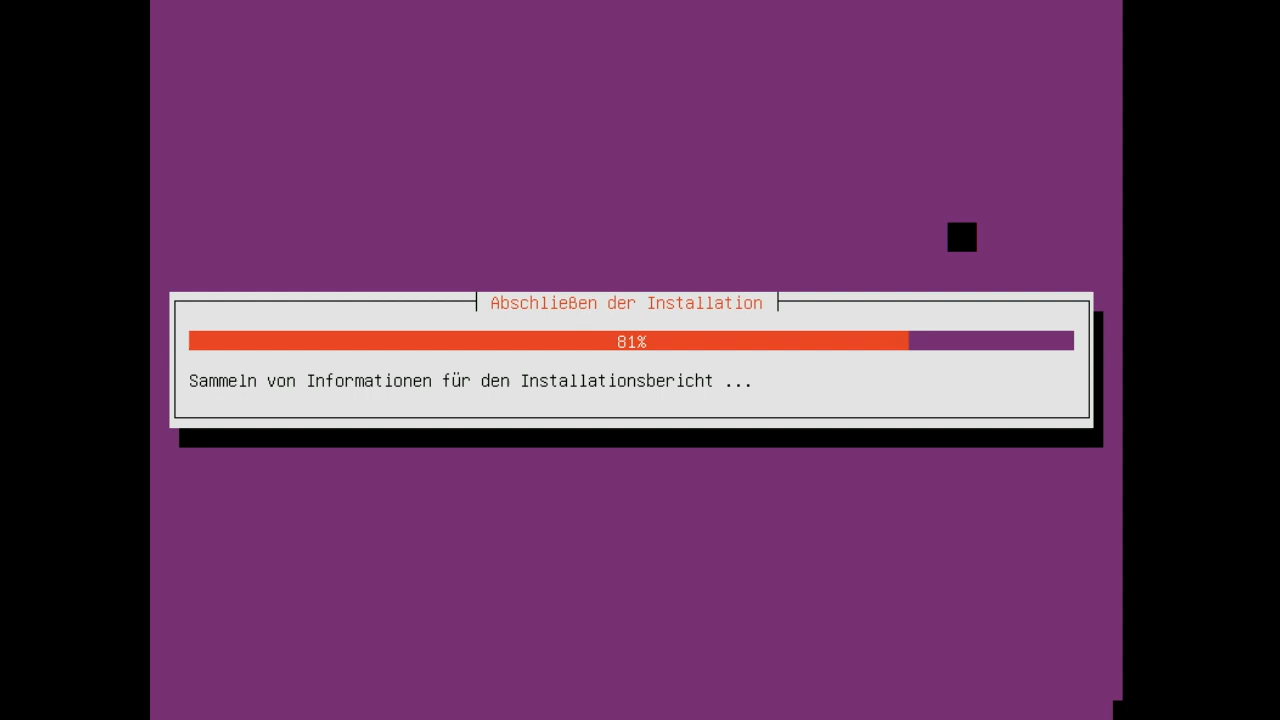 Abschließen der Installation
81%
Sammeln von Informationen für den Installationsbericht ...